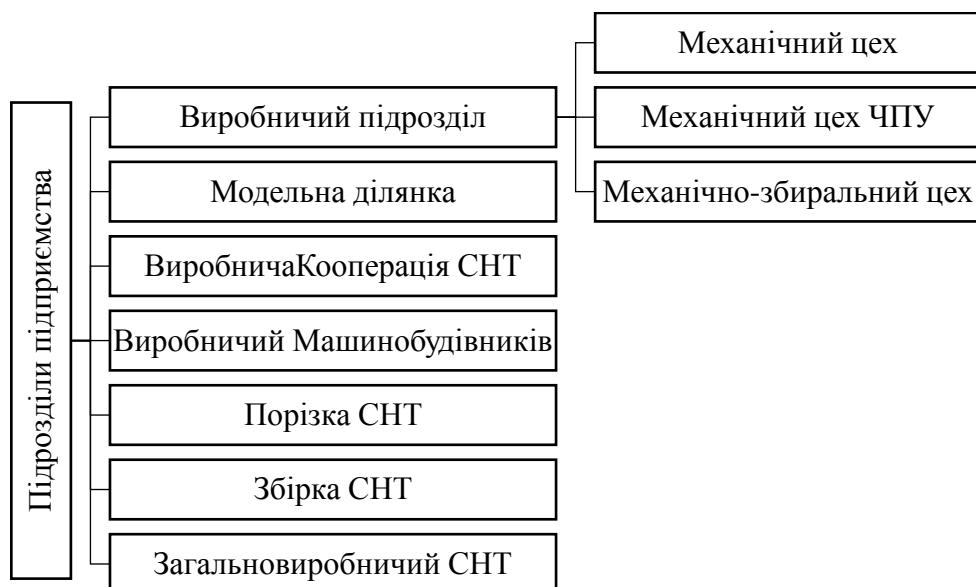 Підрозділи підприємства
Виробничий підрозділ
Механічний цех
Механічний цех ЧПУ
Механічно-збиральний цех
Модельна ділянка
ВиробничаКооперація СНТ
Виробничий Машинобудівників
Порізка СНТ
Збірка СНТ
Загальновиробничий СНТ